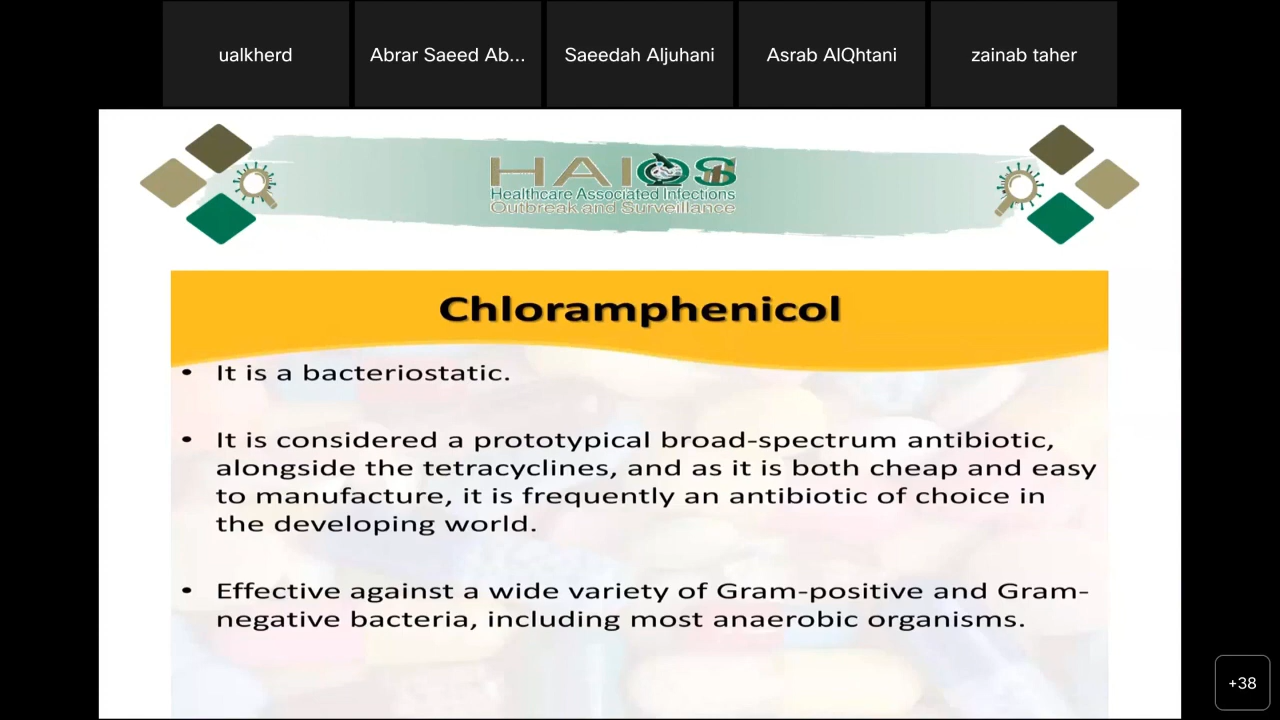 ualkherd
Abrar Saeed Ab...
Saeedah Aljuhani
Asrab AlQhtani
zainab taher
HAIOS
Healthcare Associated Infections
Outbreak and Surveillance
Chloramphenicol
• It is a bacteriostatic.
• It is considered a prototypical broad-spectrum antibiotic,
alongside the tetracyclines, and as it is both cheap and easy
to manufacture, it is frequently an antibiotic of choice in
the developing world.
• Effective against a wide variety of Gram-positive and Gram-
negative bacteria, including most anaerobic organisms.
+38